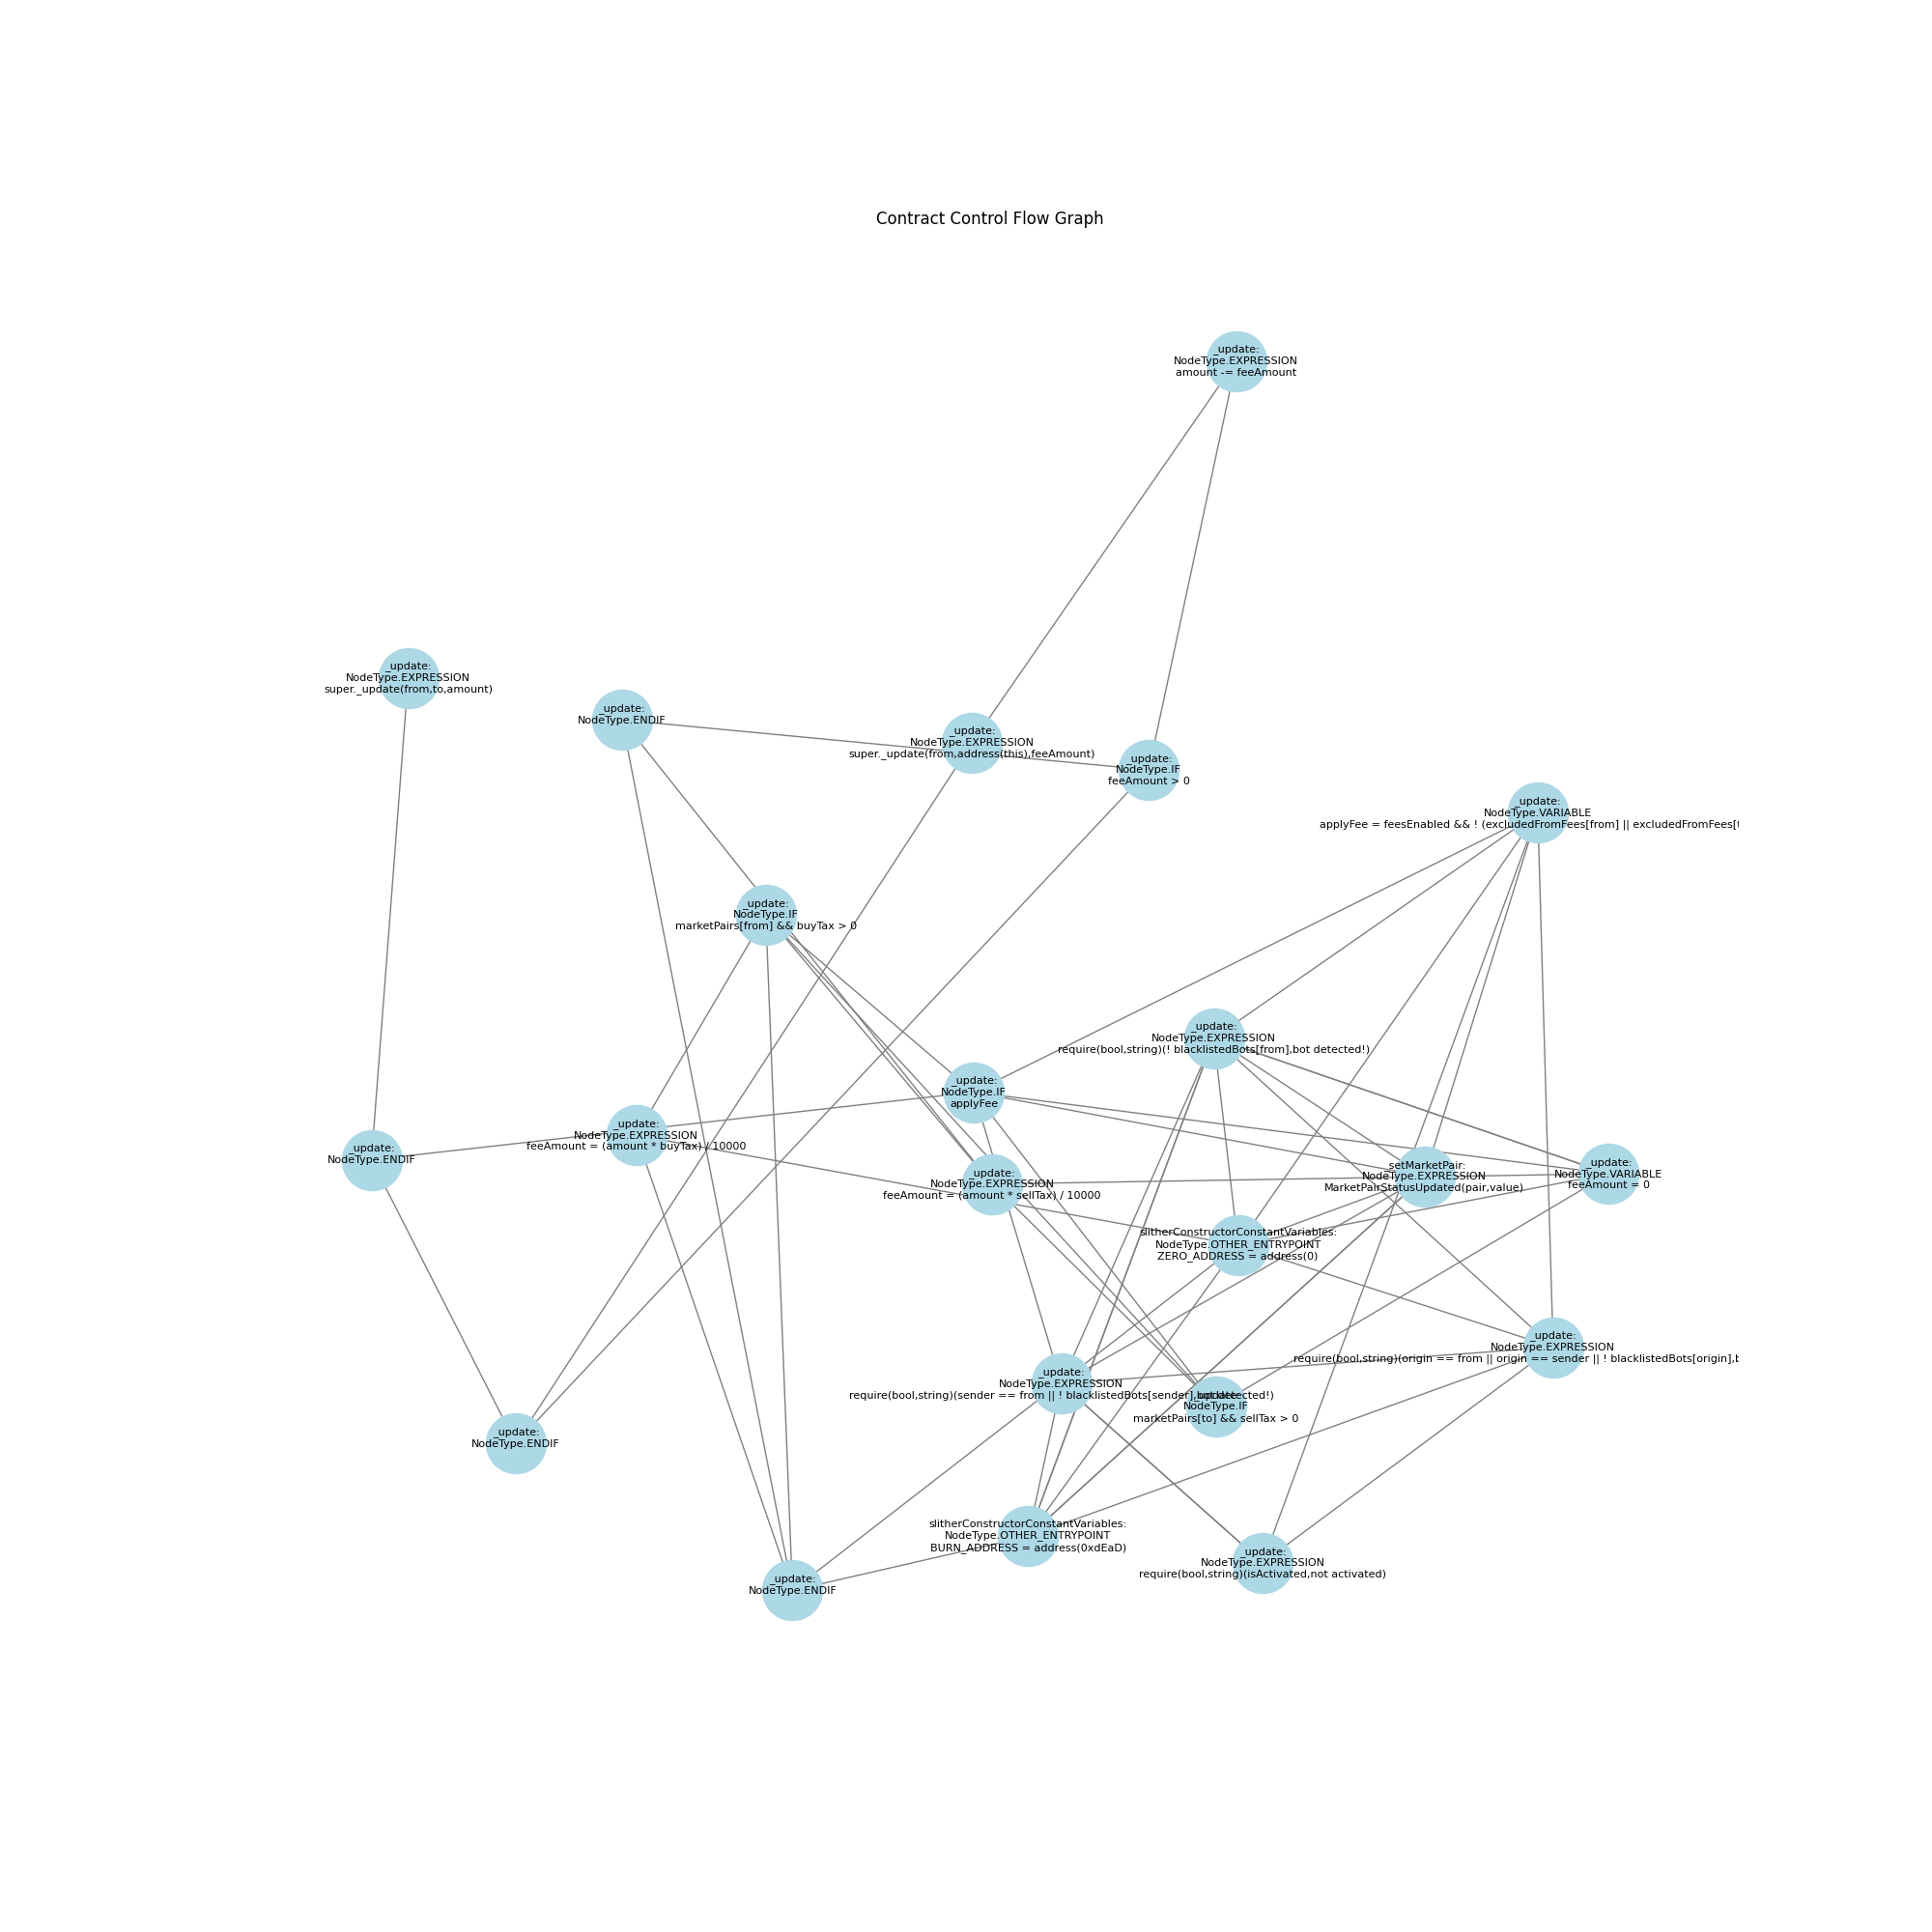 Contract Control Flow Graph
_update:
NodeType.EXPRESSION
amount -= feeAmount
_update:
NodeType.EXPRESSION
super._update(from,to,amount)
_update:
NodeType.ENDIF
_update:
NodeType.EXPRESSION
super._update(from,address(this),feeAmount)
_update:
NodeType.IF
feeAmount > 0
_update:
NodeType.VARIABLE
applyFee = feesEnabled && ! (excludedFromFees[from] || excludedFromFees[t
_update:
NodeType.IF
marketPairs[from] && buyTax > 0
_update:
NodeType.EXPRESSION
require(bool,string)(! blacklistedBots[from],bot detected!)
_update:
NodeType.IF
applyFee
_update:
NodeType.EXPRESSION
feeAmount = (amount * buyTax) / 10000
_update:
NodeType.ENDIF
_update:
NodeType.EXPRESSION
feeAmount = (amount * sellTax) / 10000
_setMarketPair:
NodeType.EXPRESSION
MarketPairStatusUpdated(pair,value)
_update:
NodeType.VARIABLE
feeAmount = 0
slitherConstructorConstantVariables:
NodeType.OTHER_ENTRYPOINT
ZERO_ADDRESS = address(0)
_update:
NodeType.EXPRESSION
require(bool,string)(origin == from || origin == sender || ! blacklistedBots[origin],b
_update:
NodeType.EXPRESSION
require(bool,string)(sender == from || ! blacklistedBots[sender],bot detected!)
_update:
NodeType.IF
marketPairs[to] && sellTax > 0
_update:
NodeType.ENDIF
slitherConstructorConstantVariables:
NodeType.OTHER_ENTRYPOINT
BURN_ADDRESS = address(0xdEaD)
_update:
NodeType.EXPRESSION
require(bool,string)(isActivated,not activated)
_update:
NodeType.ENDIF